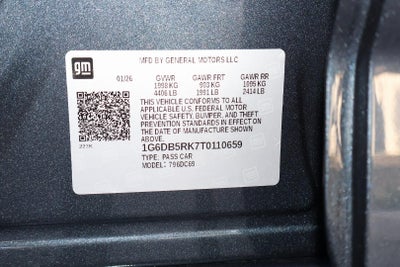 gm
MFD BY GENERAL MOTORS LLC
01/26 GVWR GAWR FRT GAWR RR
1998 KG 903 KG 1095 KG
4406 LB 1991 LB 2414 LB
THIS VEHICLE CONFORMS TO ALL
APPLICABLE U.S. FEDERAL MOTOR
VEHICLE SAFETY, BUMPER, AND THEFT
PREVENTION STANDARDS IN EFFECT ON
THE DATE OF MANUFACTURE SHOWN
ABOVE.
1G6DB5RK7T0110659
TYPE: PASS CAR
MODEL: 796DC69